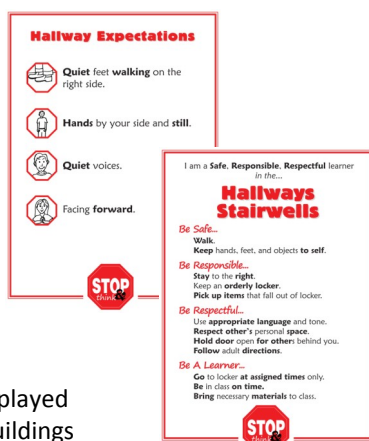 Hallway Expectations
Quiet feet walking on the
right side.
Hands by your side and still.
Quiet voices.
Facing forward.
STOP
think &
I am a Safe, Responsible, Respectful learner
in the...
Hallways
Stairwells
Be Safe...
Walk.
Keep hands, feet, and objects to self.
Be Responsible...
Stay to the right.
Keep an orderly locker.
Pick up items that fall out of locker.
Be Respectful...
Use appropriate language and tone.
Respect other's personal space.
Hold door open for others behind you.
Follow adult directions.
Be A Learner...
Go to locker at assigned times only.
Be in class on time.
Bring necessary materials to class.
STOP
think &
played
uildings